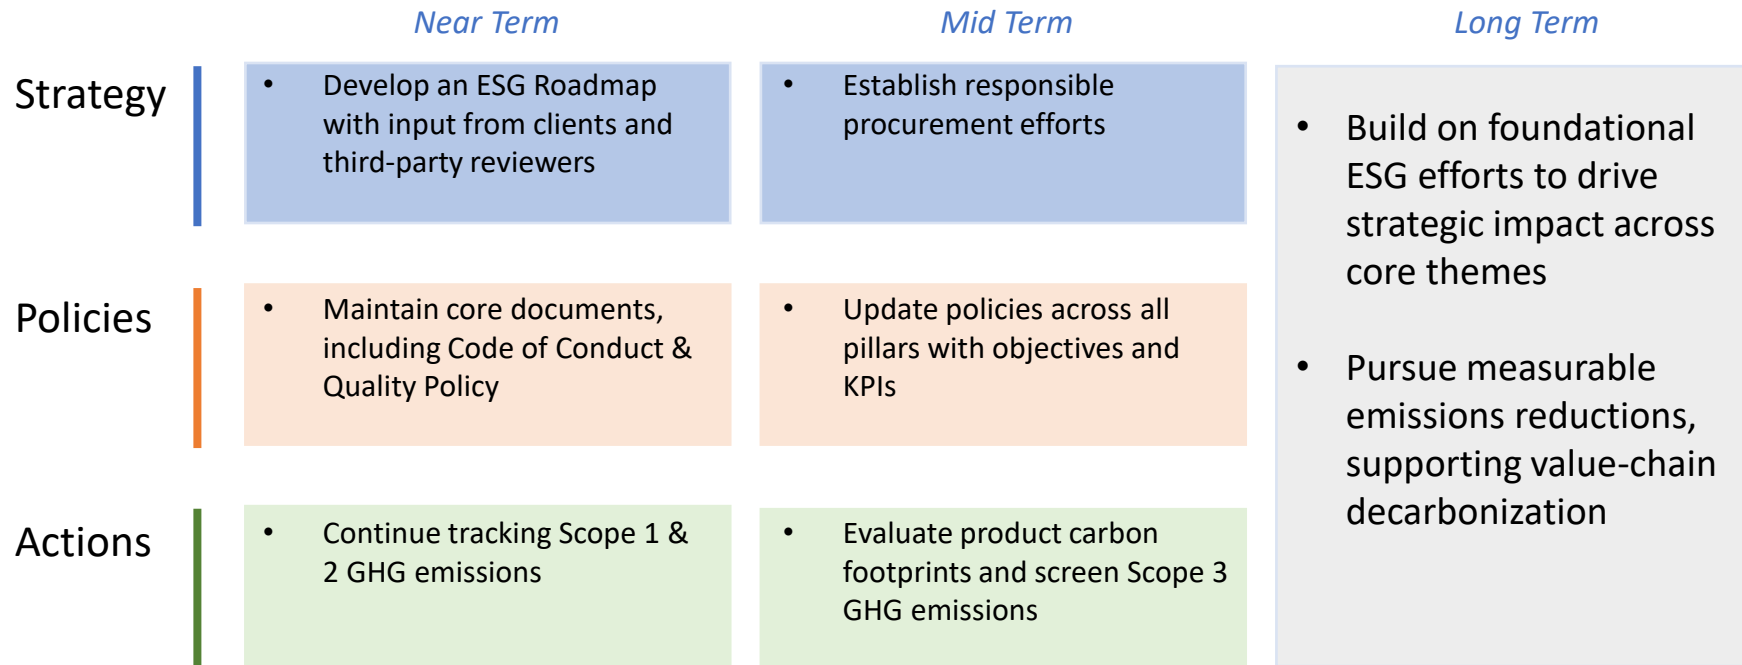 Near Term
Mid Term
Long Term
Strategy
• Develop an ESG Roadmap
with input from clients and
third-party reviewers
• Establish responsible
procurement efforts
Policies
• Maintain core documents,
including Code of Conduct &
Quality Policy
• Update policies across all
pillars with objectives and
KPIs
Actions
• Continue tracking Scope 1 &
2 GHG emissions
• Evaluate product carbon
footprints and screen Scope 3
GHG emissions
• Build on foundational
ESG efforts to drive
strategic impact across
core themes
• Pursue measurable
emissions reductions,
supporting value-chain
decarbonization